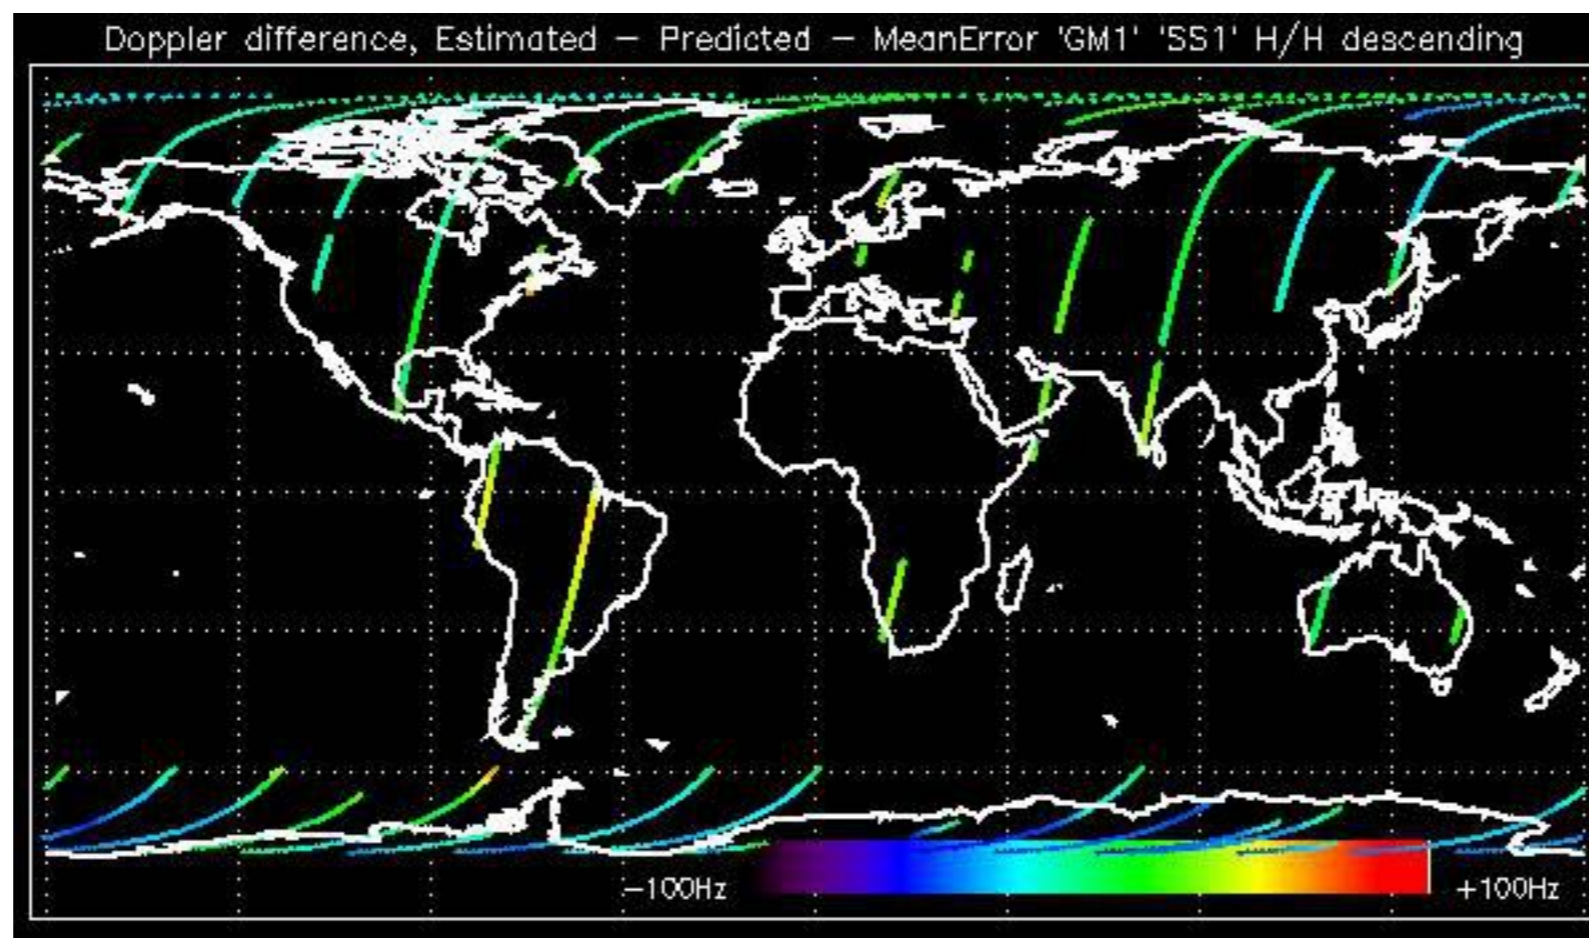 Doppler difference, Estimated – Predicted – MeanError 'GM1' 'SS1' H/H descending
-100Hz +100Hz